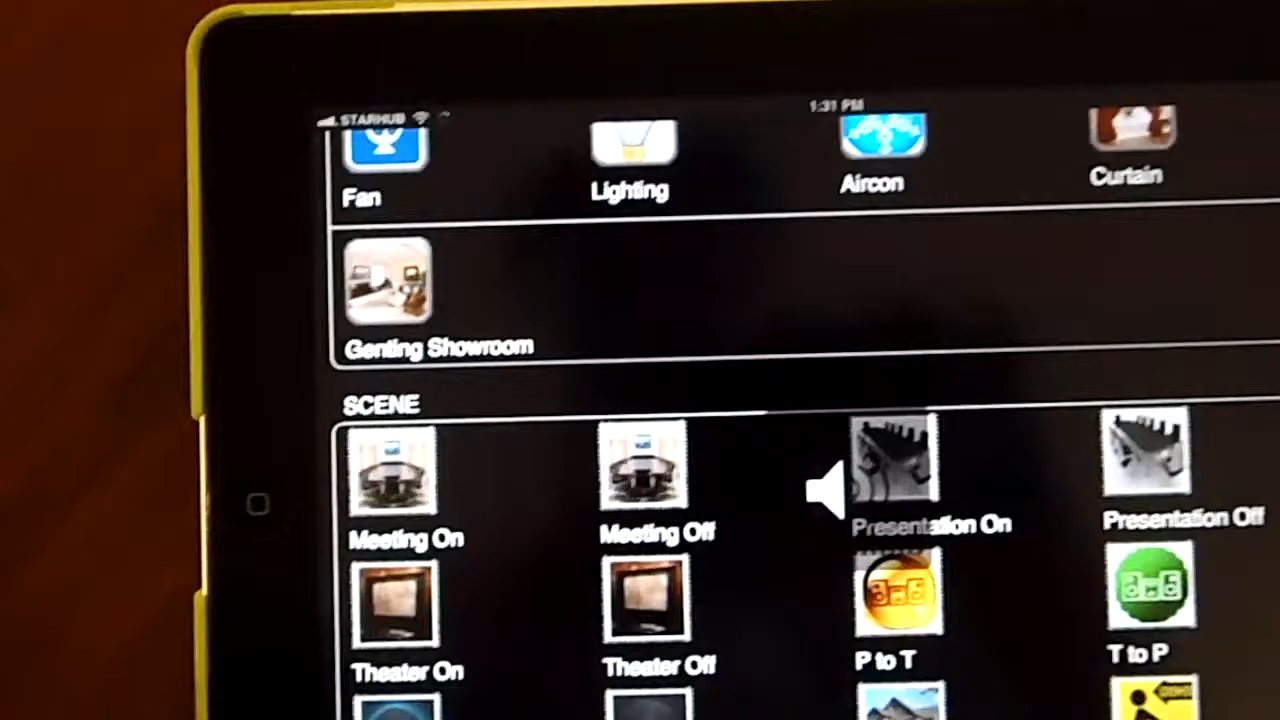 STARHUB 1:31 PM
Fan Lighting Aircon Curtain
Genting Showroom
SCENE
Meeting On Meeting Off Presentation On Presentation Off
Theater On Theater Off P to T T to P